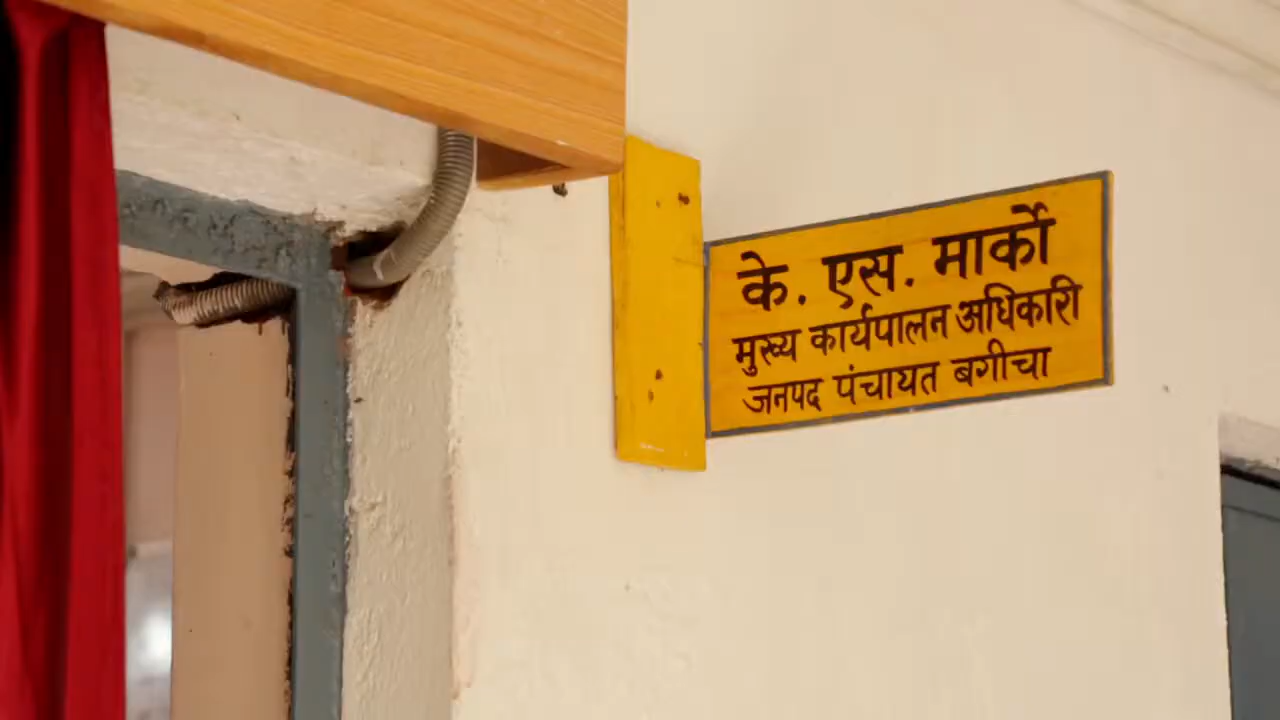 के. एस. मार्को
मुख्य कार्यपालन अधिकारी
जनपद पंचायत बगीचा